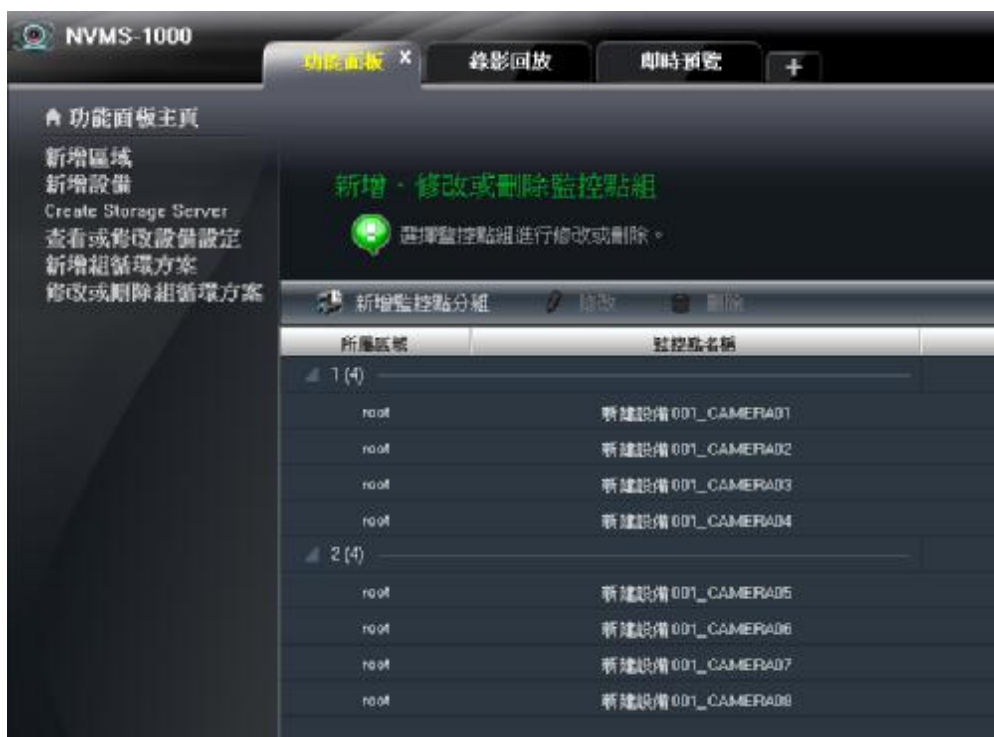 NVMS-1000
功能面板 × 錄影回放 即時預覽 +
功能面板主頁
新增區域
新增設備
Create Storage Server
查看或修改設備設定
新增組循環方案
修改或刪除組循環方案
新增、修改或刪除監控點組
選擇監控點組進行修改或刪除。
新增監控點分組 修改 刪除
所屬區域 監控點名稱
1 (4)
root 新建設備001_CAMERA01
root 新建設備001_CAMERA02
root 新建設備001_CAMERA03
root 新建設備001_CAMERA04
2 (4)
root 新建設備001_CAMERA05
root 新建設備001_CAMERA06
root 新建設備001_CAMERA07
root 新建設備001_CAMERA08